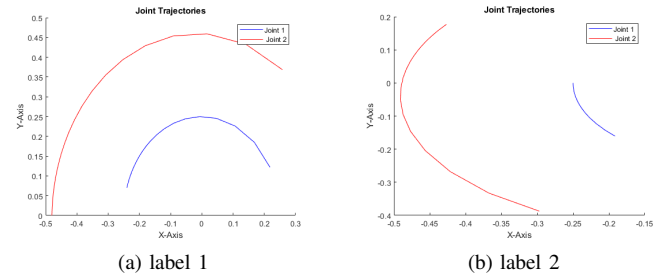 Joint Trajectories
Joint 1
Joint 2
0.5
0.45
0.4
0.35
0.3
0.25
0.2
0.15
0.1
0.05
0
Y-Axis
-0.5 -0.4 -0.3 -0.2 -0.1 0 0.1 0.2 0.3
X-Axis
(a) label 1
Joint Trajectories
Joint 1
Joint 2
0.2
0.1
0
-0.1
-0.2
-0.3
-0.4
Y-Axis
-0.5 -0.45 -0.4 -0.35 -0.3 -0.25 -0.2 -0.15
X-Axis
(b) label 2